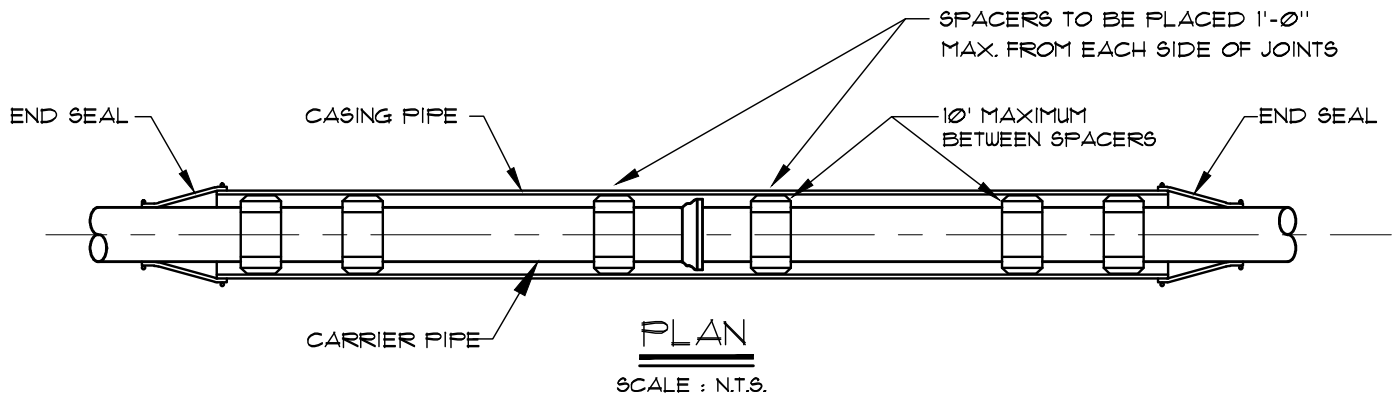 SPACERS TO BE PLACED 1'-0"
MAX. FROM EACH SIDE OF JOINTS
END SEAL
CASING PIPE
10' MAXIMUM
BETWEEN SPACERS
END SEAL
CARRIER PIPE
PLAN
SCALE : N.T.S.